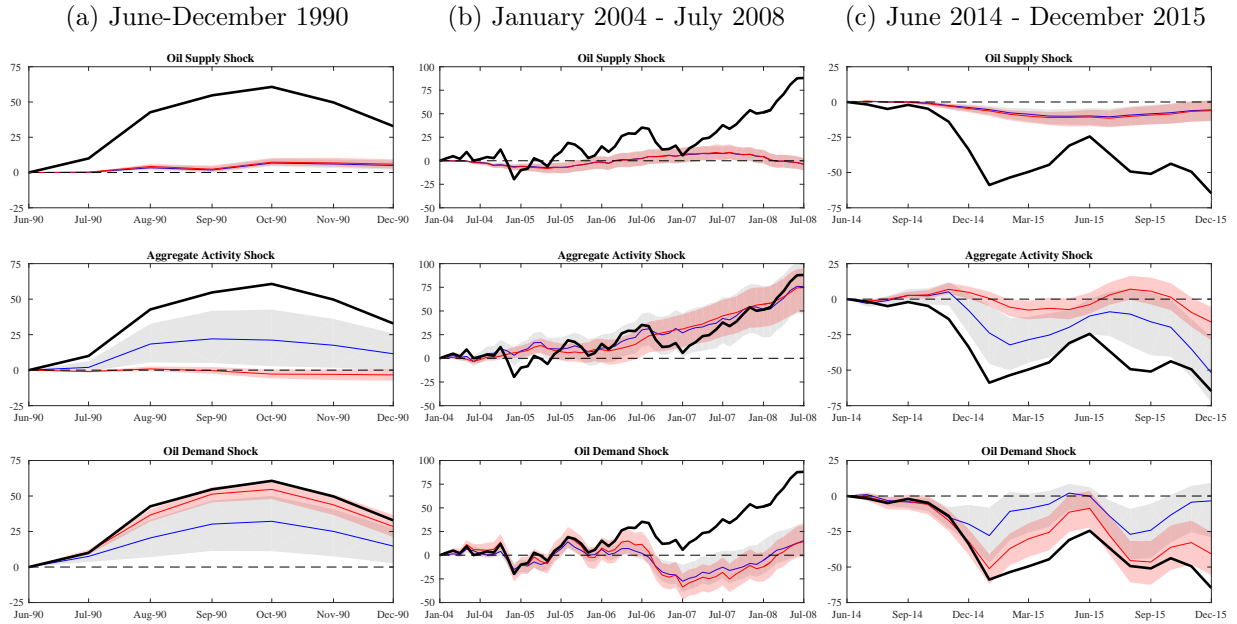 (a) June-December 1990
(b) January 2004 - July 2008
(c) June 2014 - December 2015
Oil Supply Shock
75
50
25
0
-25
Jun-90 Jul-90 Aug-90 Sep-90 Oct-90 Nov-90 Dec-90
Oil Supply Shock
100
75
50
25
0
-25
-50
Jan-04 Jul-04 Jan-05 Jul-05 Jan-06 Jul-06 Jan-07 Jul-07 Jan-08 Jul-08
Oil Supply Shock
25
0
-25
-50
-75
Jun-14 Sep-14 Dec-14 Mar-15 Jun-15 Sep-15 Dec-15
Aggregate Activity Shock
75
50
25
0
-25
Jun-90 Jul-90 Aug-90 Sep-90 Oct-90 Nov-90 Dec-90
Aggregate Activity Shock
100
75
50
25
0
-25
-50
Jan-04 Jul-04 Jan-05 Jul-05 Jan-06 Jul-06 Jan-07 Jul-07 Jan-08 Jul-08
Aggregate Activity Shock
25
0
-25
-50
-75
Jun-14 Sep-14 Dec-14 Mar-15 Jun-15 Sep-15 Dec-15
Oil Demand Shock
75
50
25
0
-25
Jun-90 Jul-90 Aug-90 Sep-90 Oct-90 Nov-90 Dec-90
Oil Demand Shock
100
75
50
25
0
-25
-50
Jan-04 Jul-04 Jan-05 Jul-05 Jan-06 Jul-06 Jan-07 Jul-07 Jan-08 Jul-08
Oil Demand Shock
25
0
-25
-50
-75
Jun-14 Sep-14 Dec-14 Mar-15 Jun-15 Sep-15 Dec-15